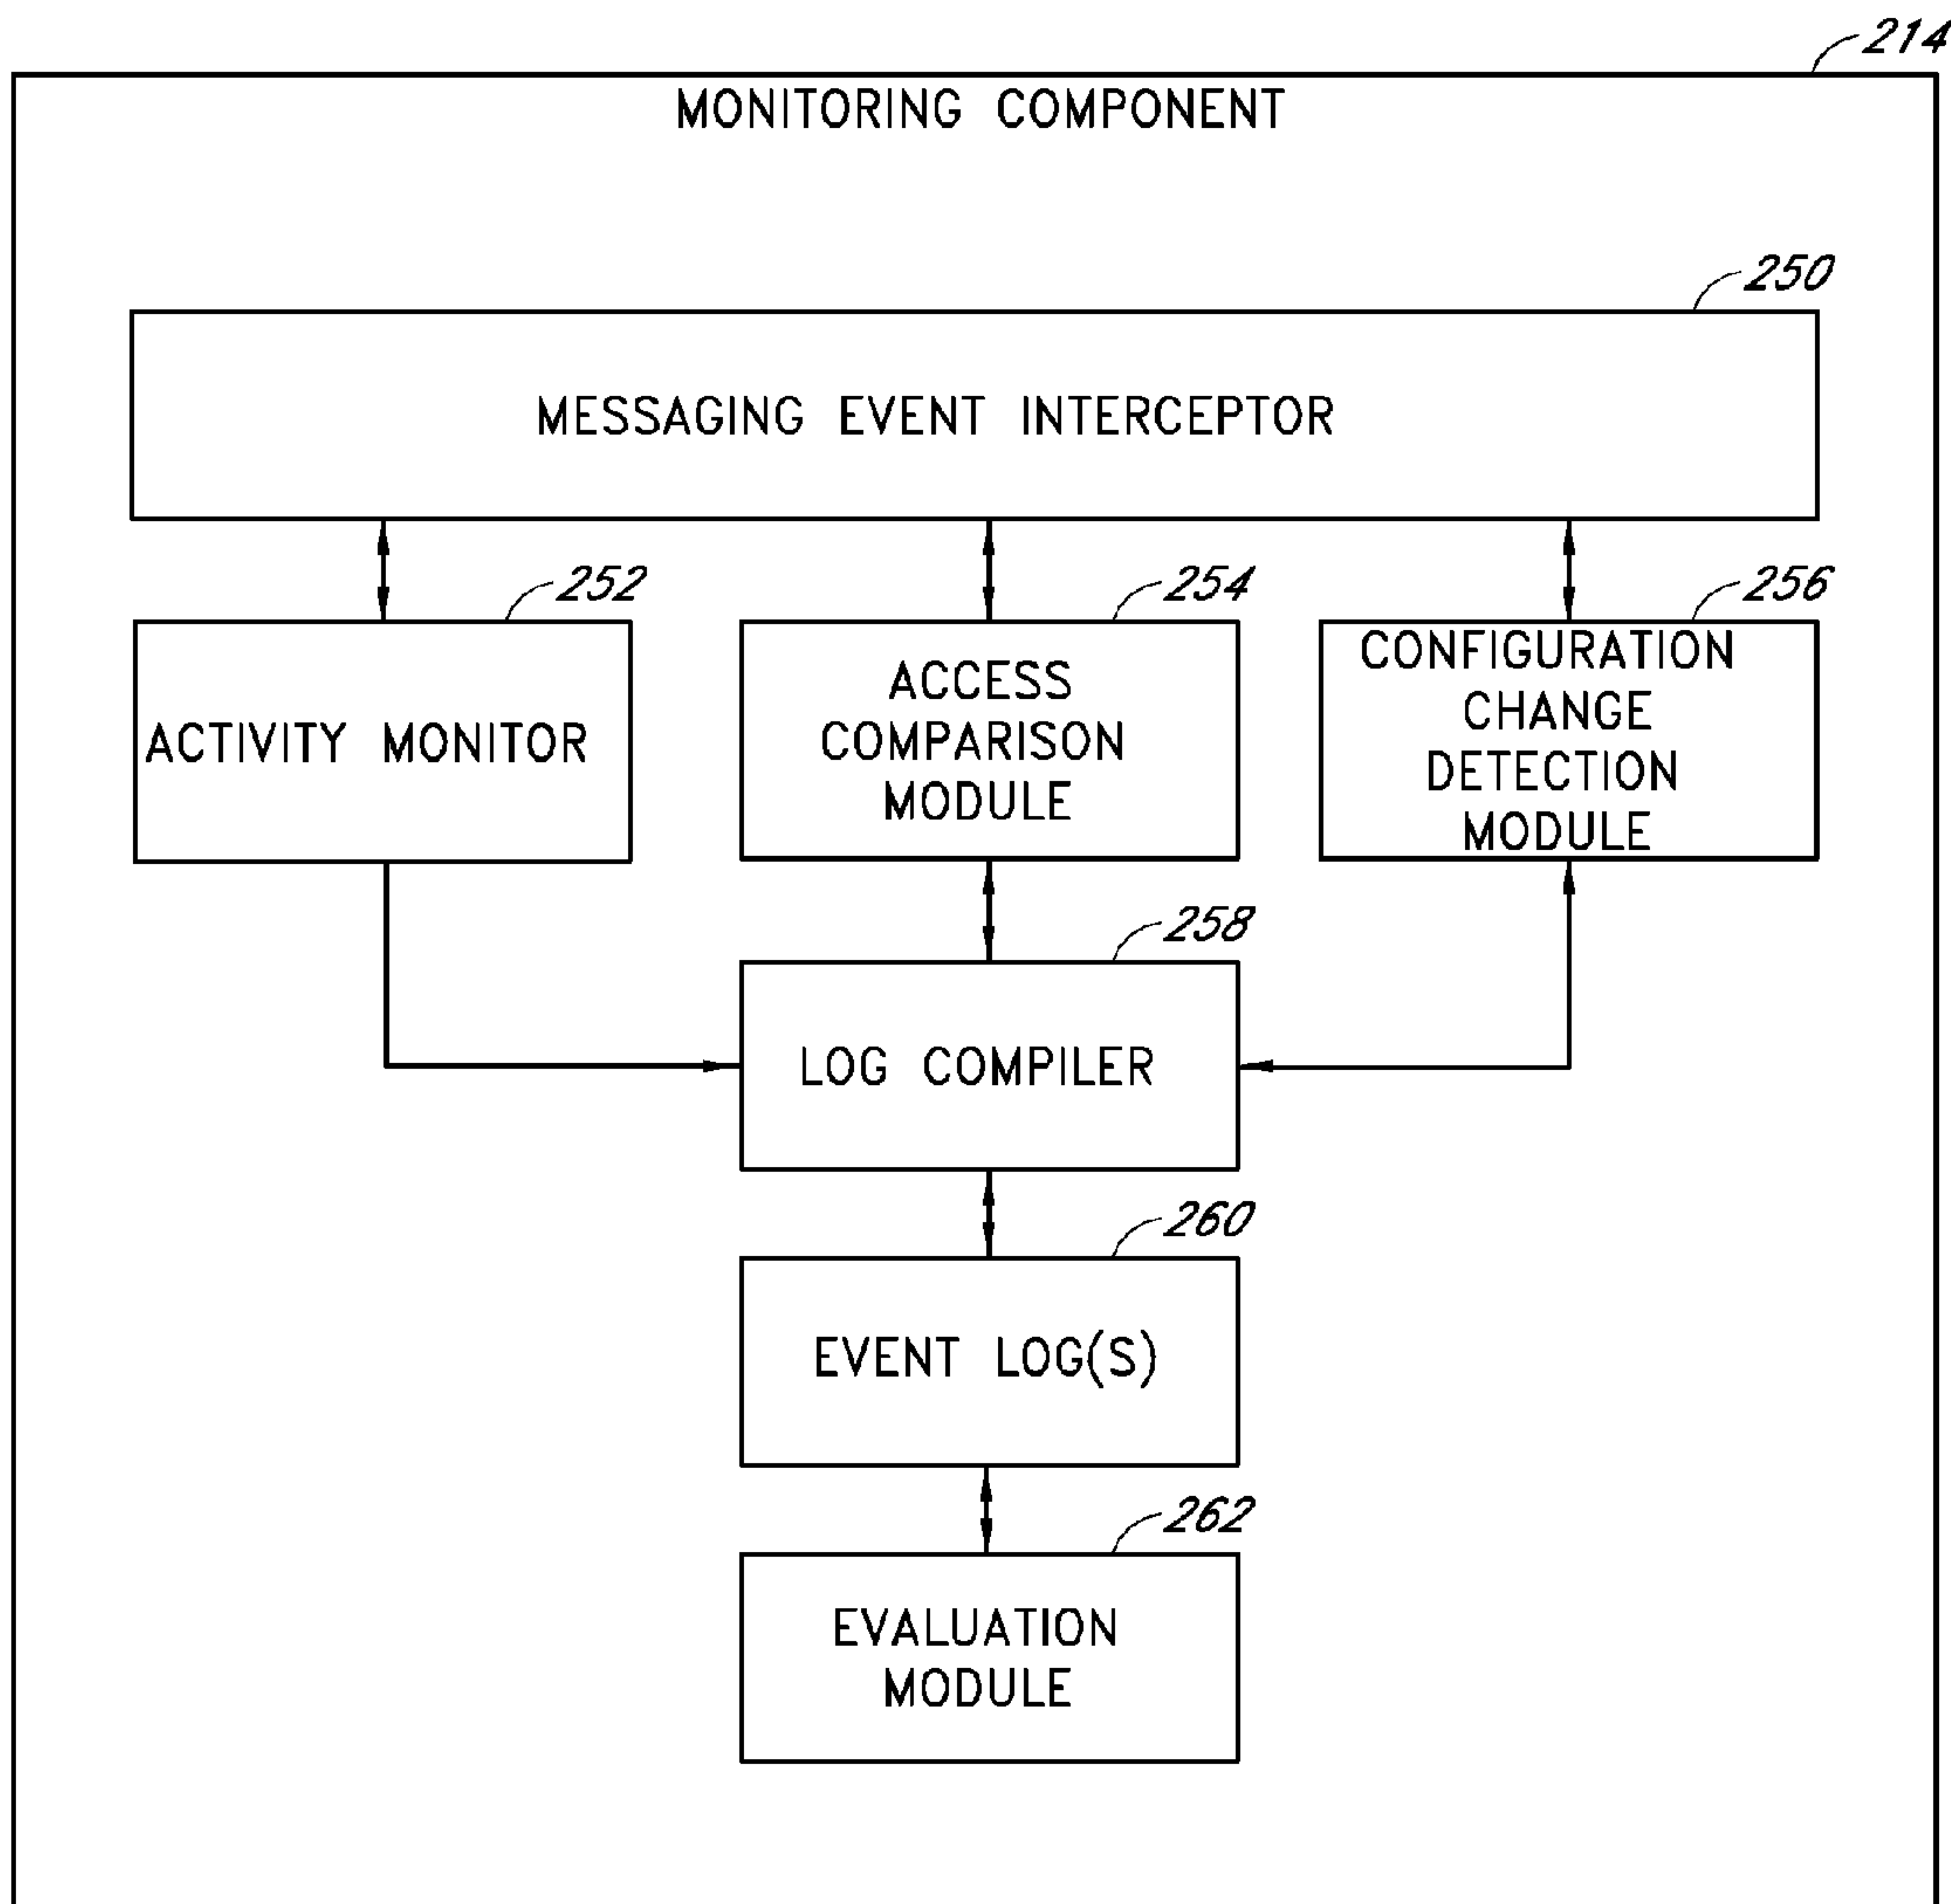 214
MONITORING COMPONENT
250
MESSAGING EVENT INTERCEPTOR
252
254
256
ACTIVITY MONITOR
ACCESS
COMPARISON
MODULE
CONFIGURATION
CHANGE
DETECTION
MODULE
258
LOG COMPILER
260
EVENT LOG(S)
262
EVALUATION
MODULE